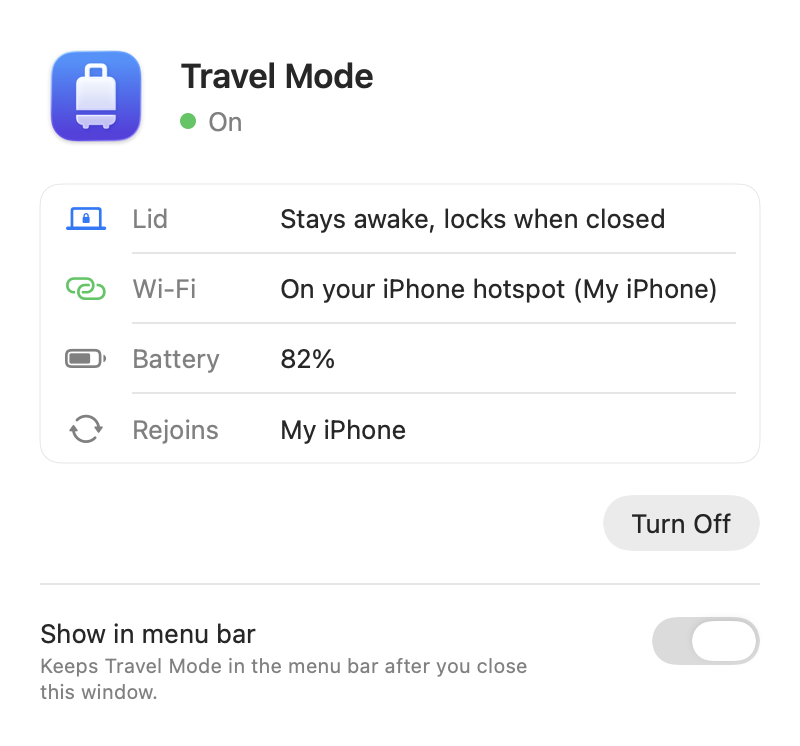 Travel Mode
On
Lid Stays awake, locks when closed
Wi-Fi On your iPhone hotspot (My iPhone)
Battery 82%
Rejoins My iPhone
Turn Off
Show in menu bar
Keeps Travel Mode in the menu bar after you close
this window.